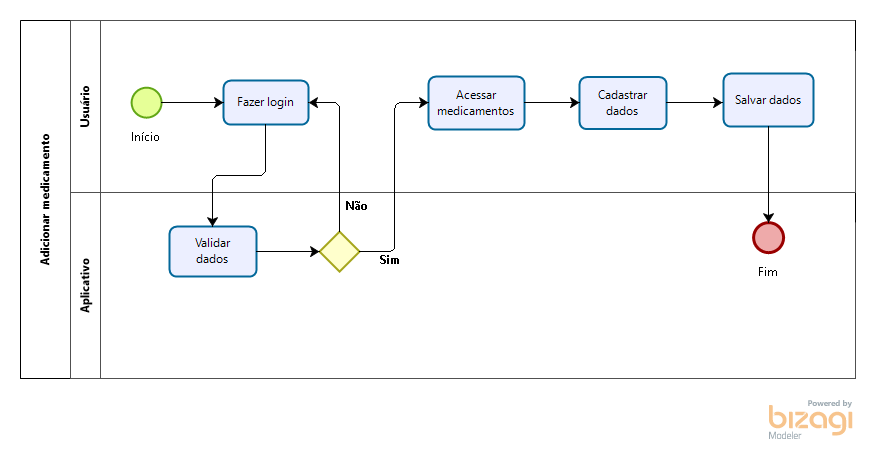 Adicionar medicamento
Usuário
Início
Fazer login
Acessar
medicamentos
Cadastrar
dados
Salvar dados
Aplicativo
Validar
dados
Não
Sim
Fim
Powered by
bizagi
Modeler